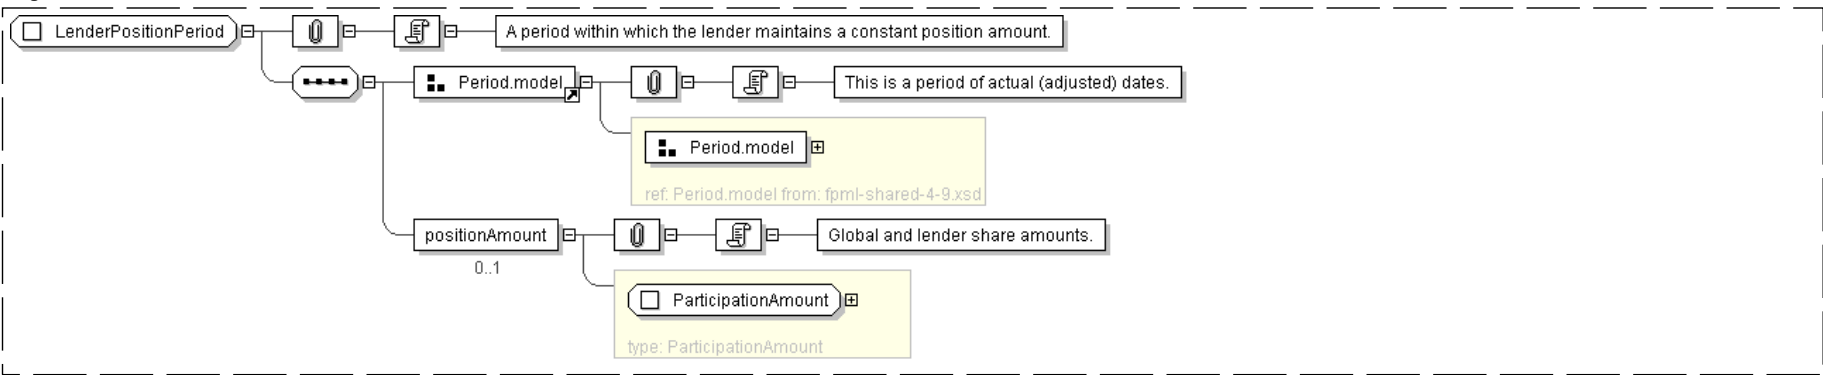 LenderPositionPeriod
A period within which the lender maintains a constant position amount.
Period.model
This is a period of actual (adjusted) dates.
Period.model
ref: Period.model from: fpml-shared-4-9.xsd
positionAmount
Global and lender share amounts.
0..1
ParticipationAmount
type: ParticipationAmount